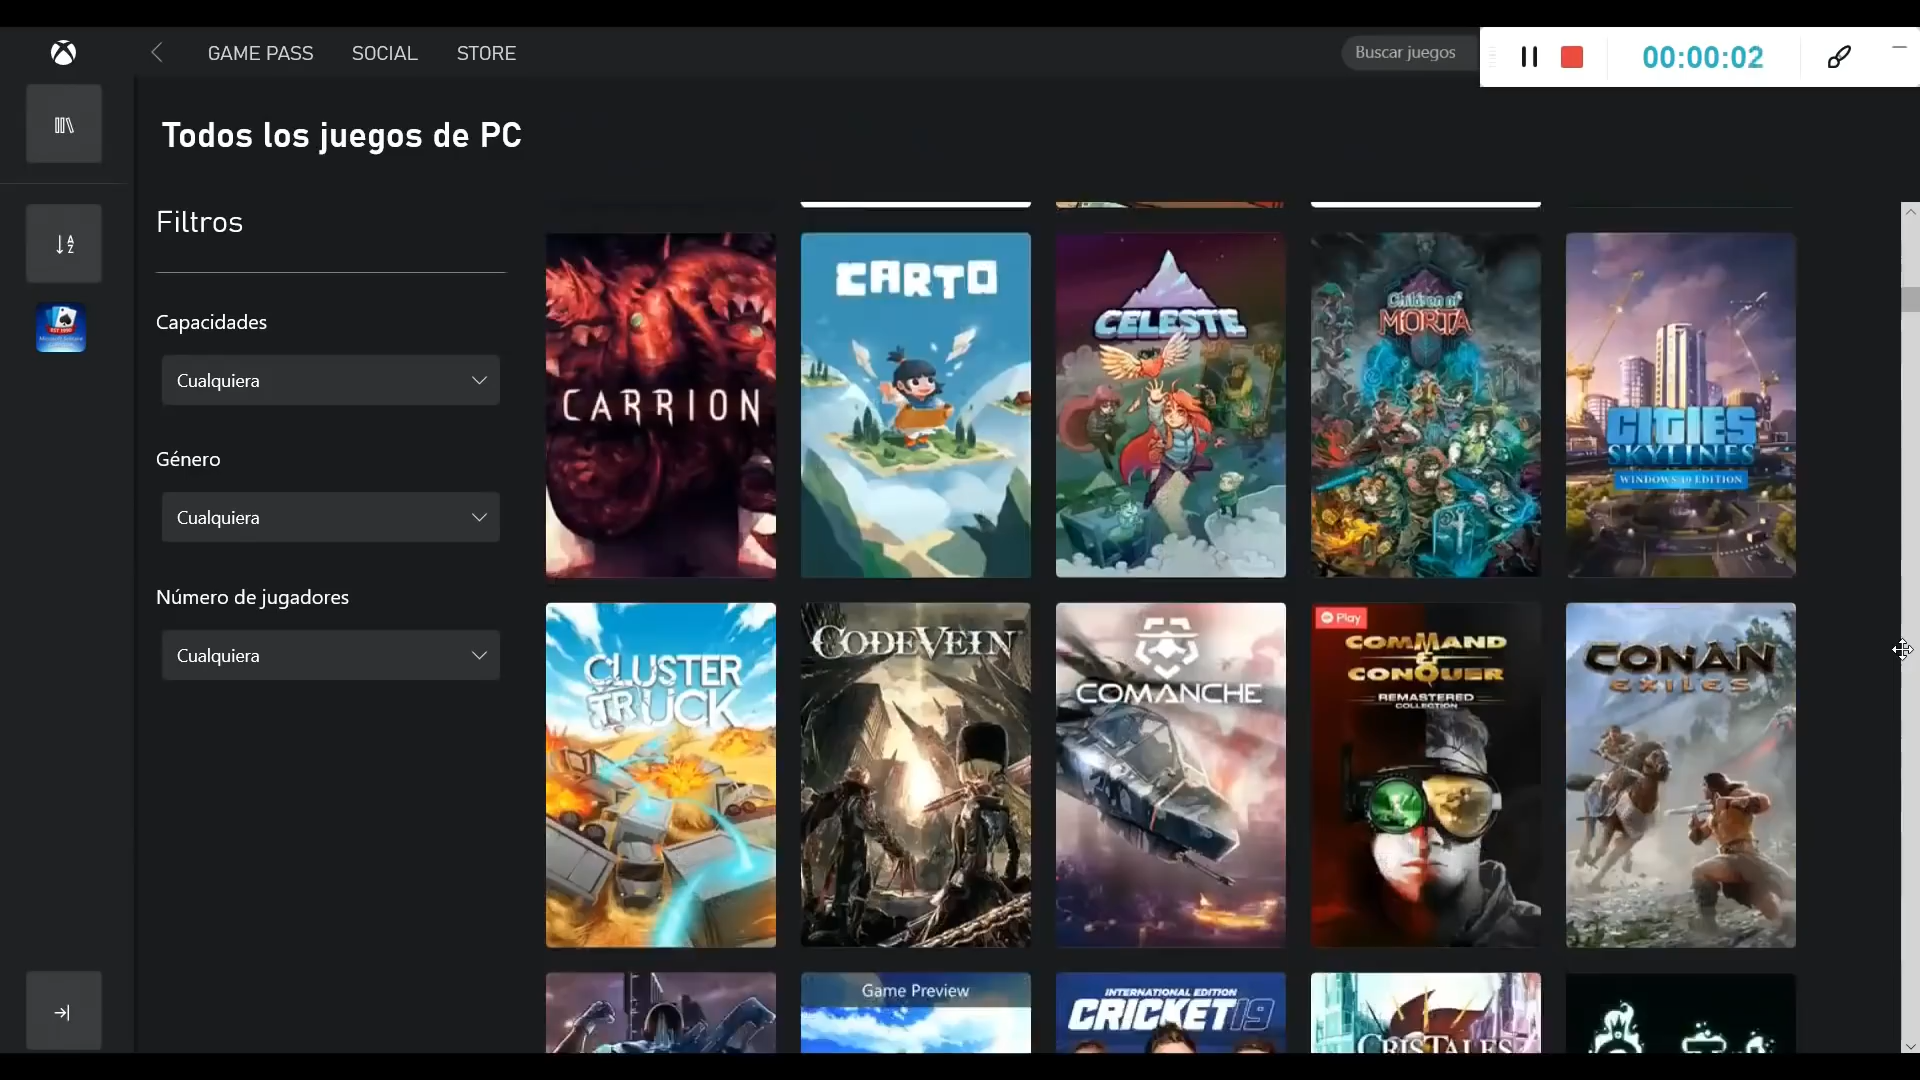 GAME PASS SOCIAL STORE
Buscar juegos
00:00:02
Todos los juegos de PC
Filtros
Capacidades
Cualquiera
Género
Cualquiera
Número de jugadores
Cualquiera
CARRION
CARTO
CELESTE
Children of
MORTA
CITIES
SKYLINES
WINDOWS 10 EDITION
CLUSTER
TRUCK
CODE VEIN
COMANCHE
Play
COMMAND
&
CONQUER
REMASTERED
COLLECTION
CONAN
EXILES
Game Preview
INTERNATIONAL EDITION
CRICKET 19
CRIS TALES